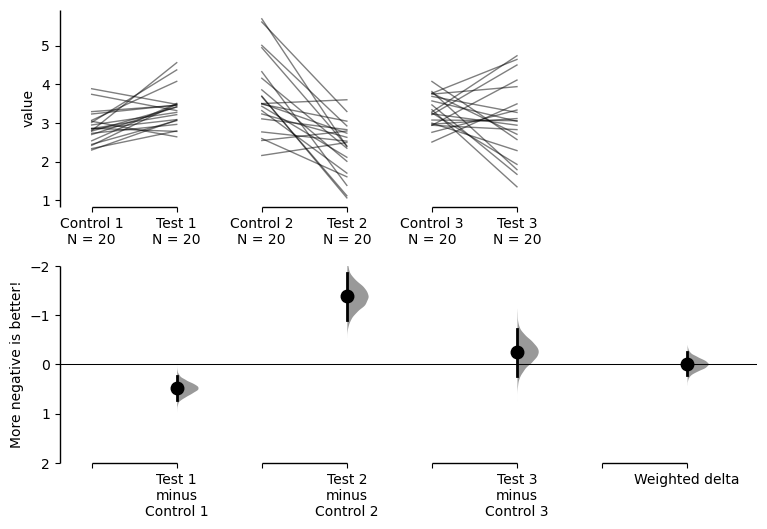 value
5
4
3
2
1
Control 1 Test 1 Control 2 Test 2 Control 3 Test 3
N = 20 N = 20 N = 20 N = 20 N = 20 N = 20
More negative is better!
−2
−1
0
1
2
Test 1 Test 2 Test 3 Weighted delta
minus minus minus
Control 1 Control 2 Control 3